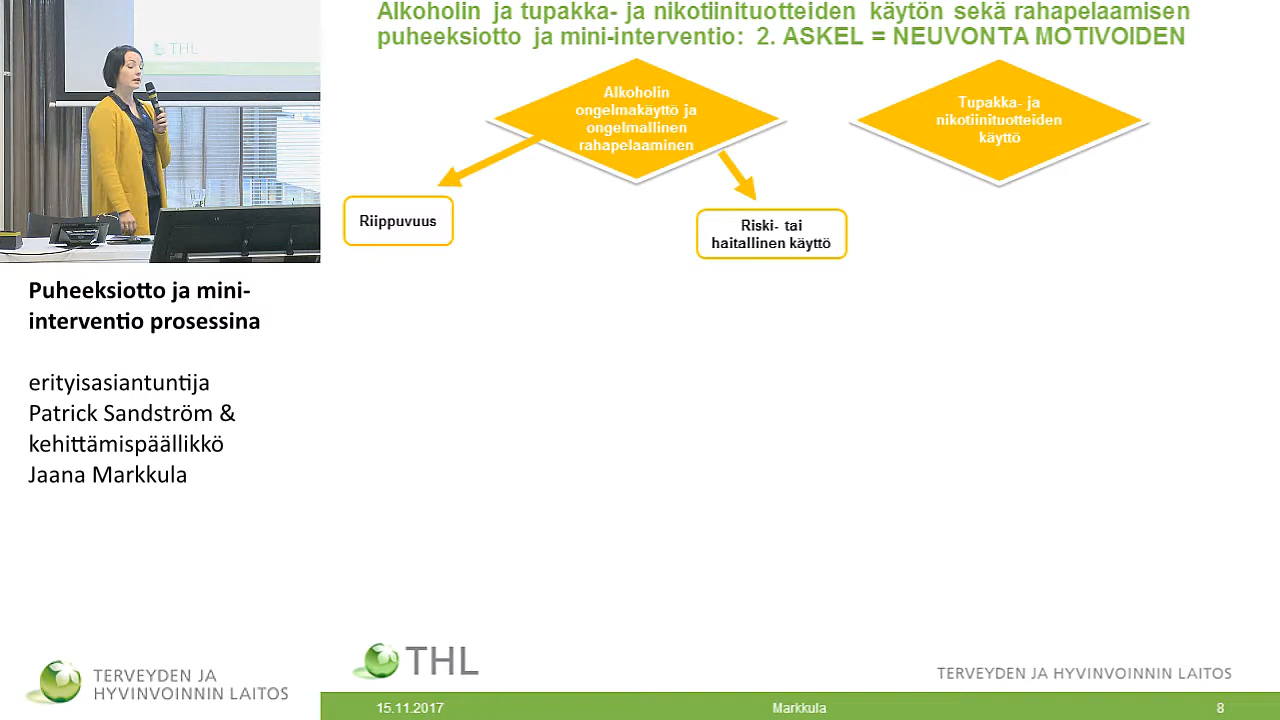 THL
Puheeksiotto ja mini-
interventio prosessina
erityisasiantuntija
Patrick Sandström &
kehittämispäällikkö
Jaana Markkula
TERVEYDEN JA
HYVINVOINNIN LAITOS
Alkoholin ja tupakka- ja nikotiinituotteiden käytön sekä rahapelaamisen
puheeksiotto ja mini-interventio: 2. ASKEL = NEUVONTA MOTIVOIDEN
Alkoholin
ongelmakäyttö ja
ongelmallinen
rahapelaaminen
Tupakka- ja
nikotiinituotteiden
käyttö
Riippuvuus
Riski- tai
haitallinen käyttö
THL
TERVEYDEN JA HYVINVOINNIN LAITOS
15.11.2017
Markkula
8